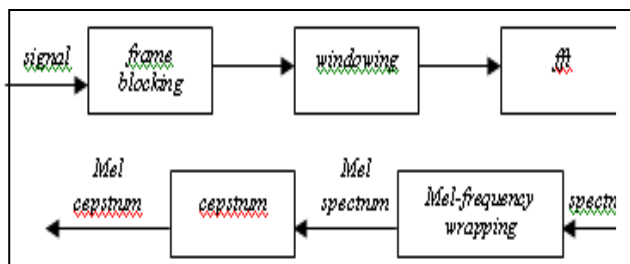 signal
frame
blocking
windowing
fft
Mel
cepstrum
cepstrum
Mel
spectrum
Mel-frequency
wrapping